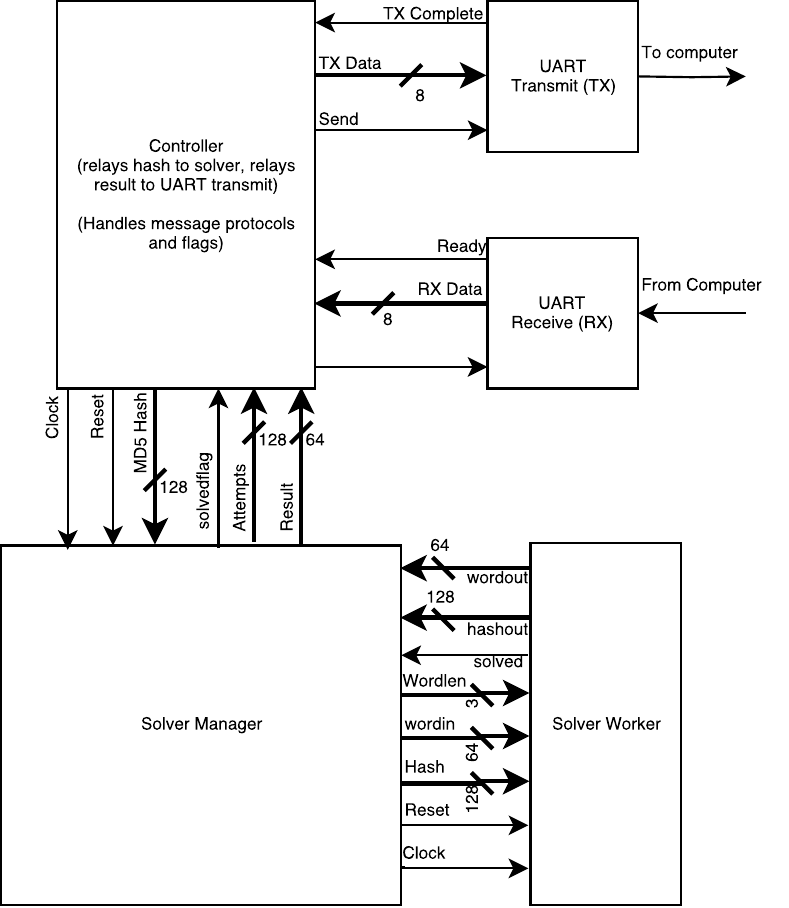 TX Complete
TX Data
8
Send
UART
Transmit (TX)
To computer
Controller
(relays hash to solver, relays
result to UART transmit)
(Handles message protocols
and flags)
Ready
RX Data
8
UART
Receive (RX)
From Computer
Clock
Reset
MD5 Hash
128
solvedflag
Attempts
128
Result
64
Solver Manager
64
wordout
128
hashout
solved
Wordlen
3
wordin
64
Hash
128
Reset
Clock
Solver Worker